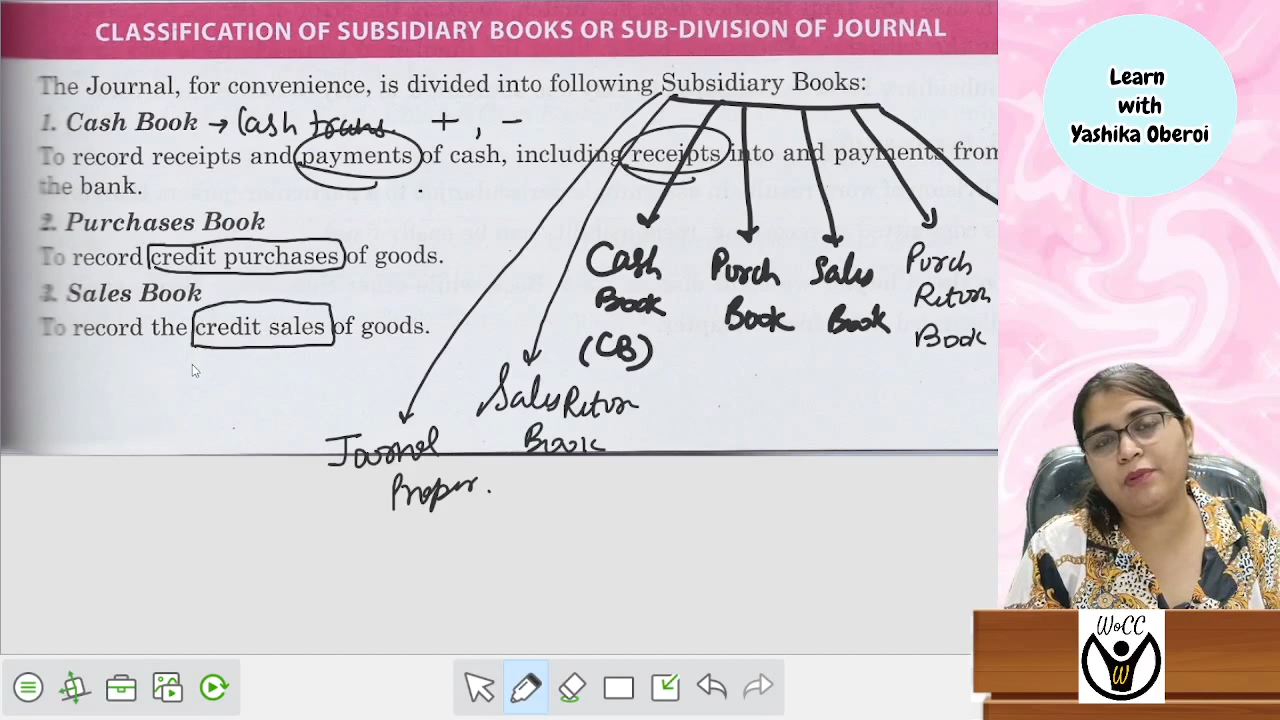 CLASSIFICATION OF SUBSIDIARY BOOKS OR SUB-DIVISION OF JOURNAL
The Journal, for convenience, is divided into following Subsidiary Books:
1. Cash Book → Cash trans. + , -
To record receipts and payments of cash, including receipts into and payments from
the bank.
2. Purchases Book
To record credit purchases of goods.
3. Sales Book
To record the credit sales of goods.
Cash
Book
(CB)
Purch
Book
Sales
Book
Purch
Return
Book
Sales Return
Book
Journal
Proper.
Learn
with
Yashika Oberoi
WoCC
W